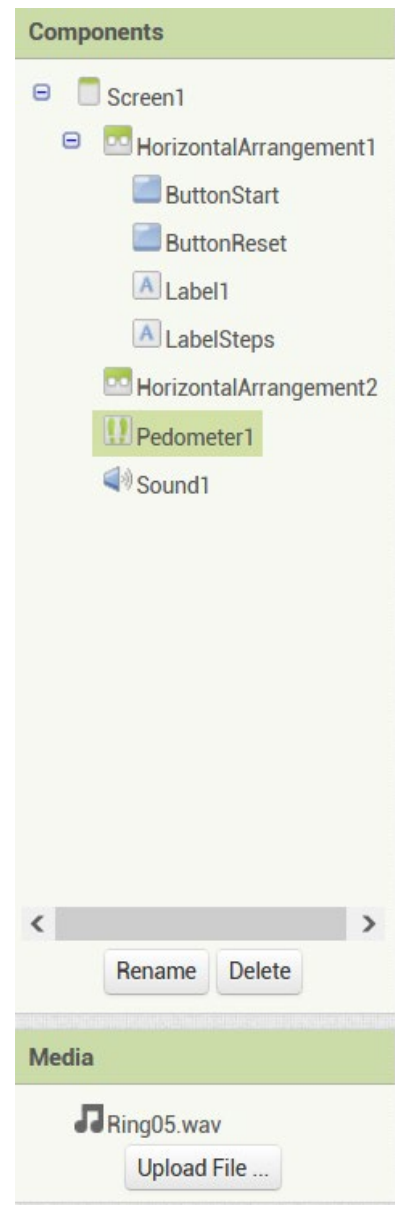 Components
Screen1
HorizontalArrangement1
ButtonStart
ButtonReset
A Label1
A LabelSteps
HorizontalArrangement2
Pedometer1
Sound1
Rename Delete
Media
Ring05.wav
Upload File ...